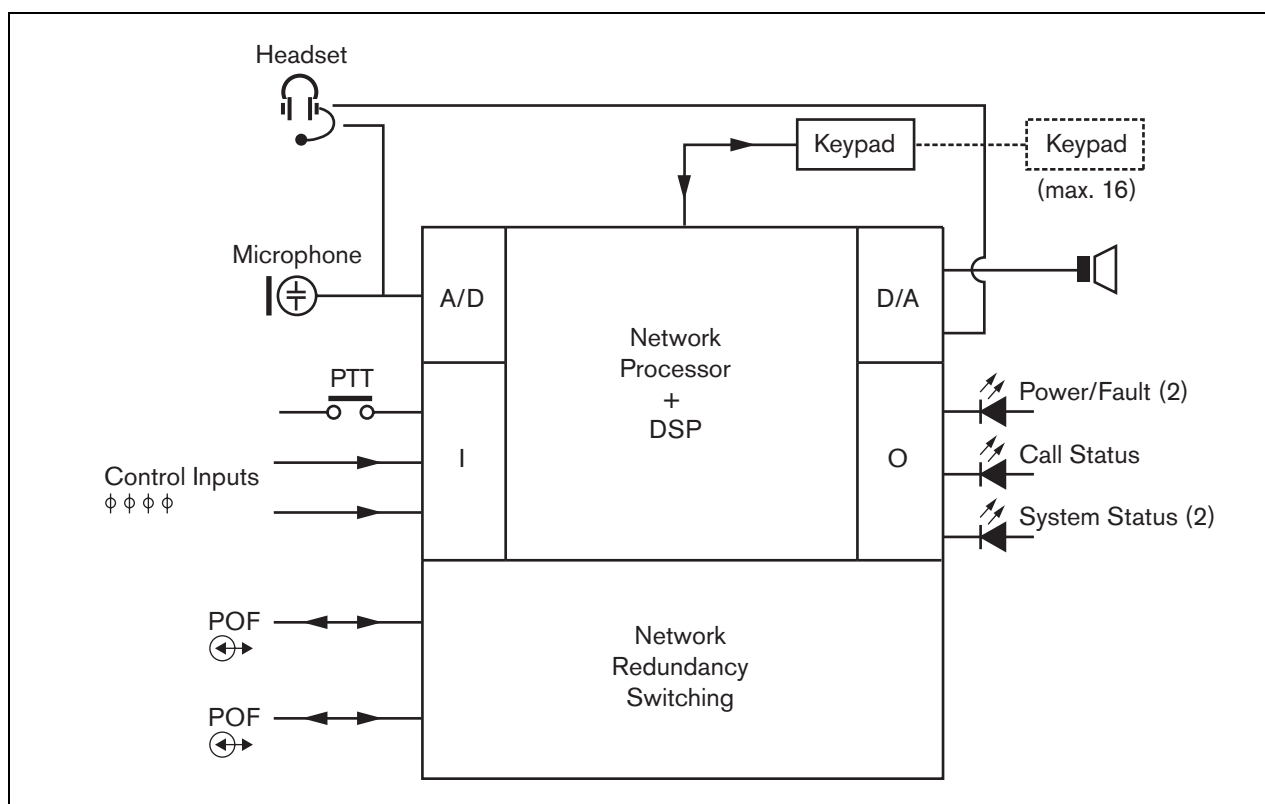 Headset
Keypad
Keypad
(max. 16)
Microphone
A/D
D/A
Network
Processor
+
DSP
PTT
Power/Fault (2)
I
O
Call Status
Control Inputs
System Status (2)
POF
Network
Redundancy
Switching
POF